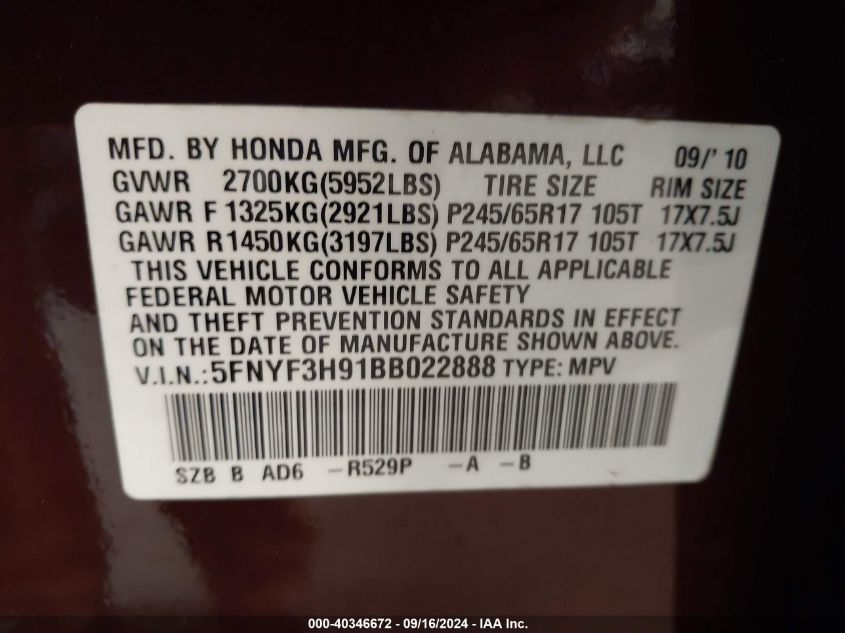 MFD. BY HONDA MFG. OF ALABAMA, LLC 09/' 10
GVWR 2700KG(5952LBS) TIRE SIZE RIM SIZE
GAWR F 1325KG(2921LBS) P245/65R17 105T 17X7.5J
GAWR R 1450KG(3197LBS) P245/65R17 105T 17X7.5J
THIS VEHICLE CONFORMS TO ALL APPLICABLE
FEDERAL MOTOR VEHICLE SAFETY
AND THEFT PREVENTION STANDARDS IN EFFECT
ON THE DATE OF MANUFACTURE SHOWN ABOVE.
V.I.N.: 5FNYF3H91BB022888 TYPE: MPV
SZB B AD6 -R529P -A -B
000-40346672 - 09/16/2024 - IAA Inc.